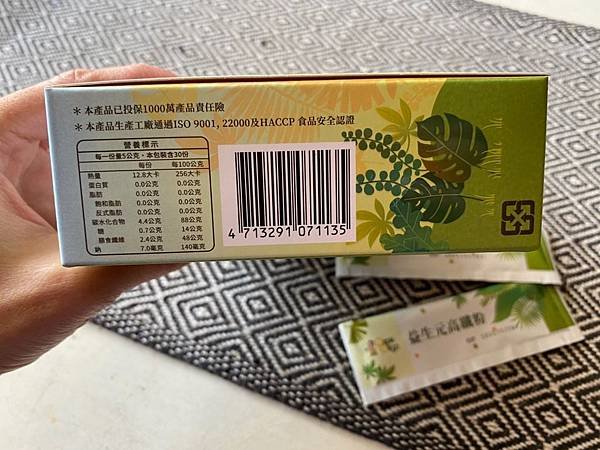 ＊本產品已投保1000萬產品責任險
＊本產品生產工廠通過ISO 9001, 22000及HACCP 食品安全認證
營養標示
每一份量5公克，本包裝含30份
每份 每100公克
熱量 12.8大卡 256大卡
蛋白質 0.0公克 0.0公克
脂肪 0.0公克 0.0公克
飽和脂肪 0.0公克 0.0公克
反式脂肪 0.0公克 0.0公克
碳水化合物 4.4公克 88公克
糖 0.7公克 14公克
膳食纖維 2.4公克 48公克
鈉 7.0毫克 140毫克
4 713291 071135
益生元高纖粉